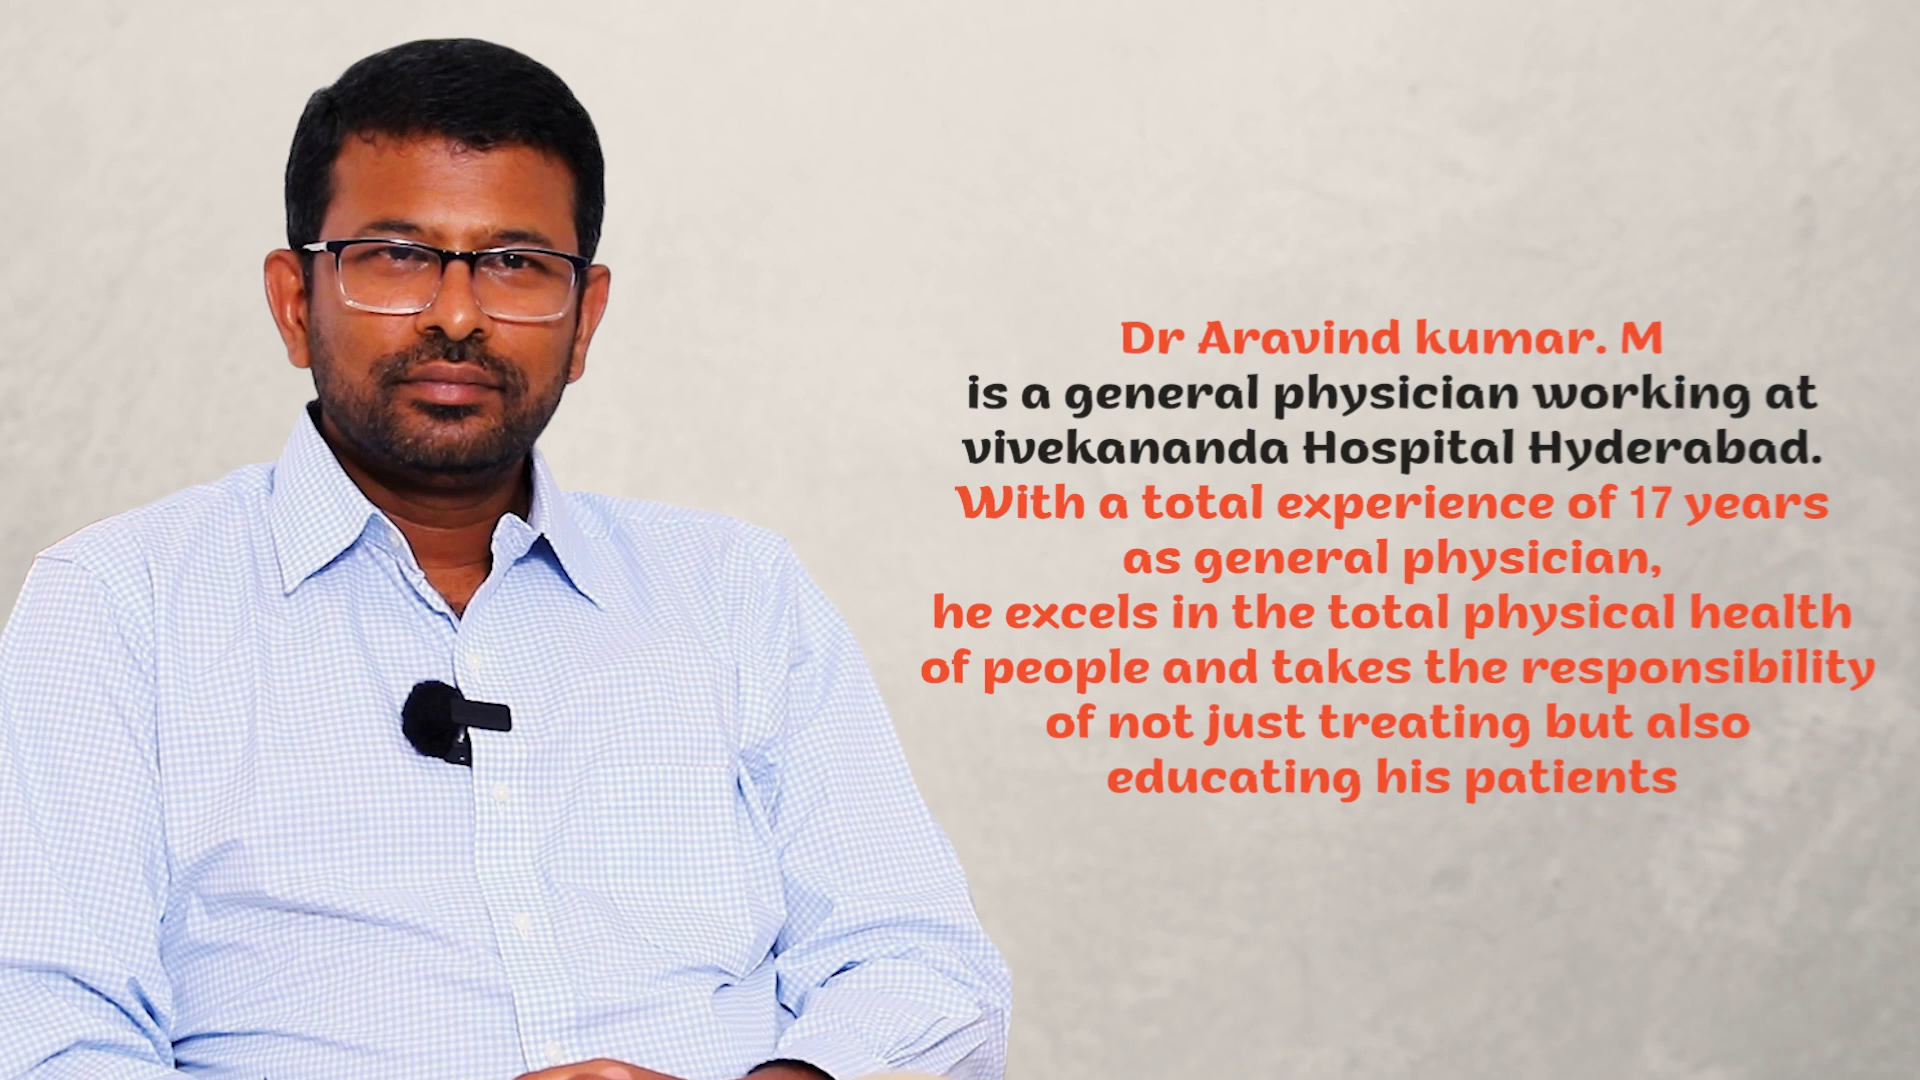 Dr Aravind kumar. M
is a general physician working at
vivekananda Hospital Hyderabad.
With a total experience of 17 years
as general physician,
he excels in the total physical health
of people and takes the responsibility
of not just treating but also
educating his patients